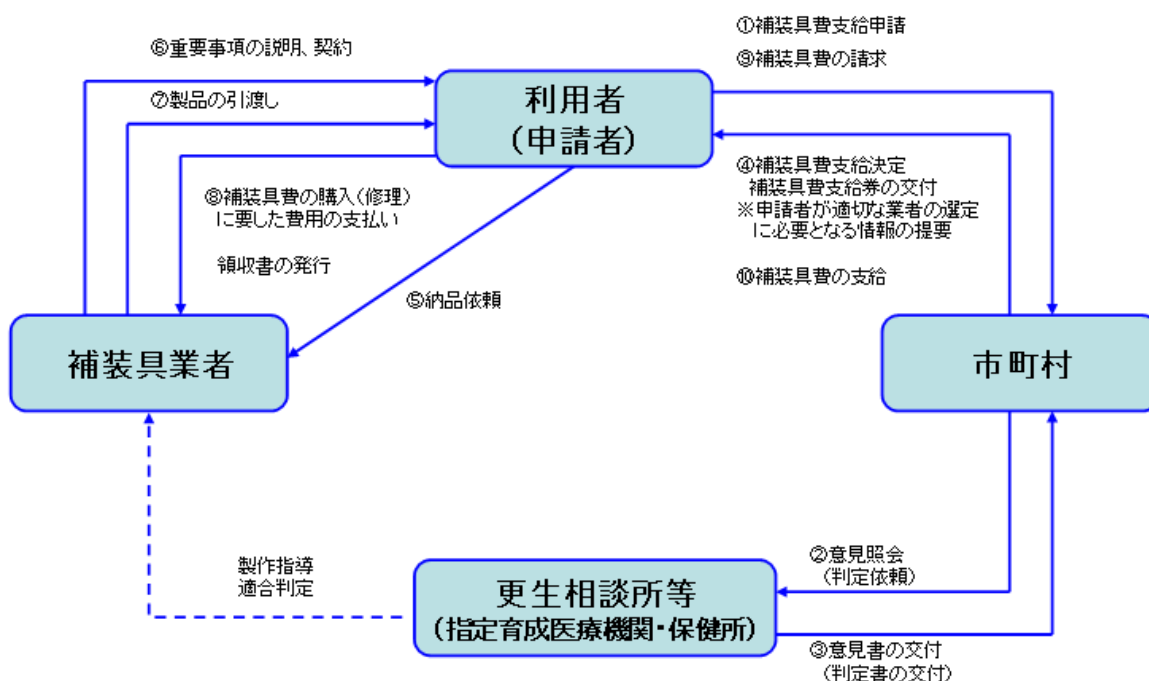 ①補装具費支給申請
⑨補装具費の請求
⑥重要事項の説明、契約
⑦製品の引渡し
利用者
(申請者)
④補装具費支給決定
補装具費支給券の交付
※申請者が適切な業者の選定
に必要となる情報の提要
⑧補装具費の購入(修理)
に要した費用の支払い
領収書の発行
⑩補装具費の支給
⑤納品依頼
補装具業者
市町村
②意見照会
(判定依頼)
製作指導
適合判定
更生相談所等
(指定育成医療機関・保健所)
③意見書の交付
(判定書の交付)